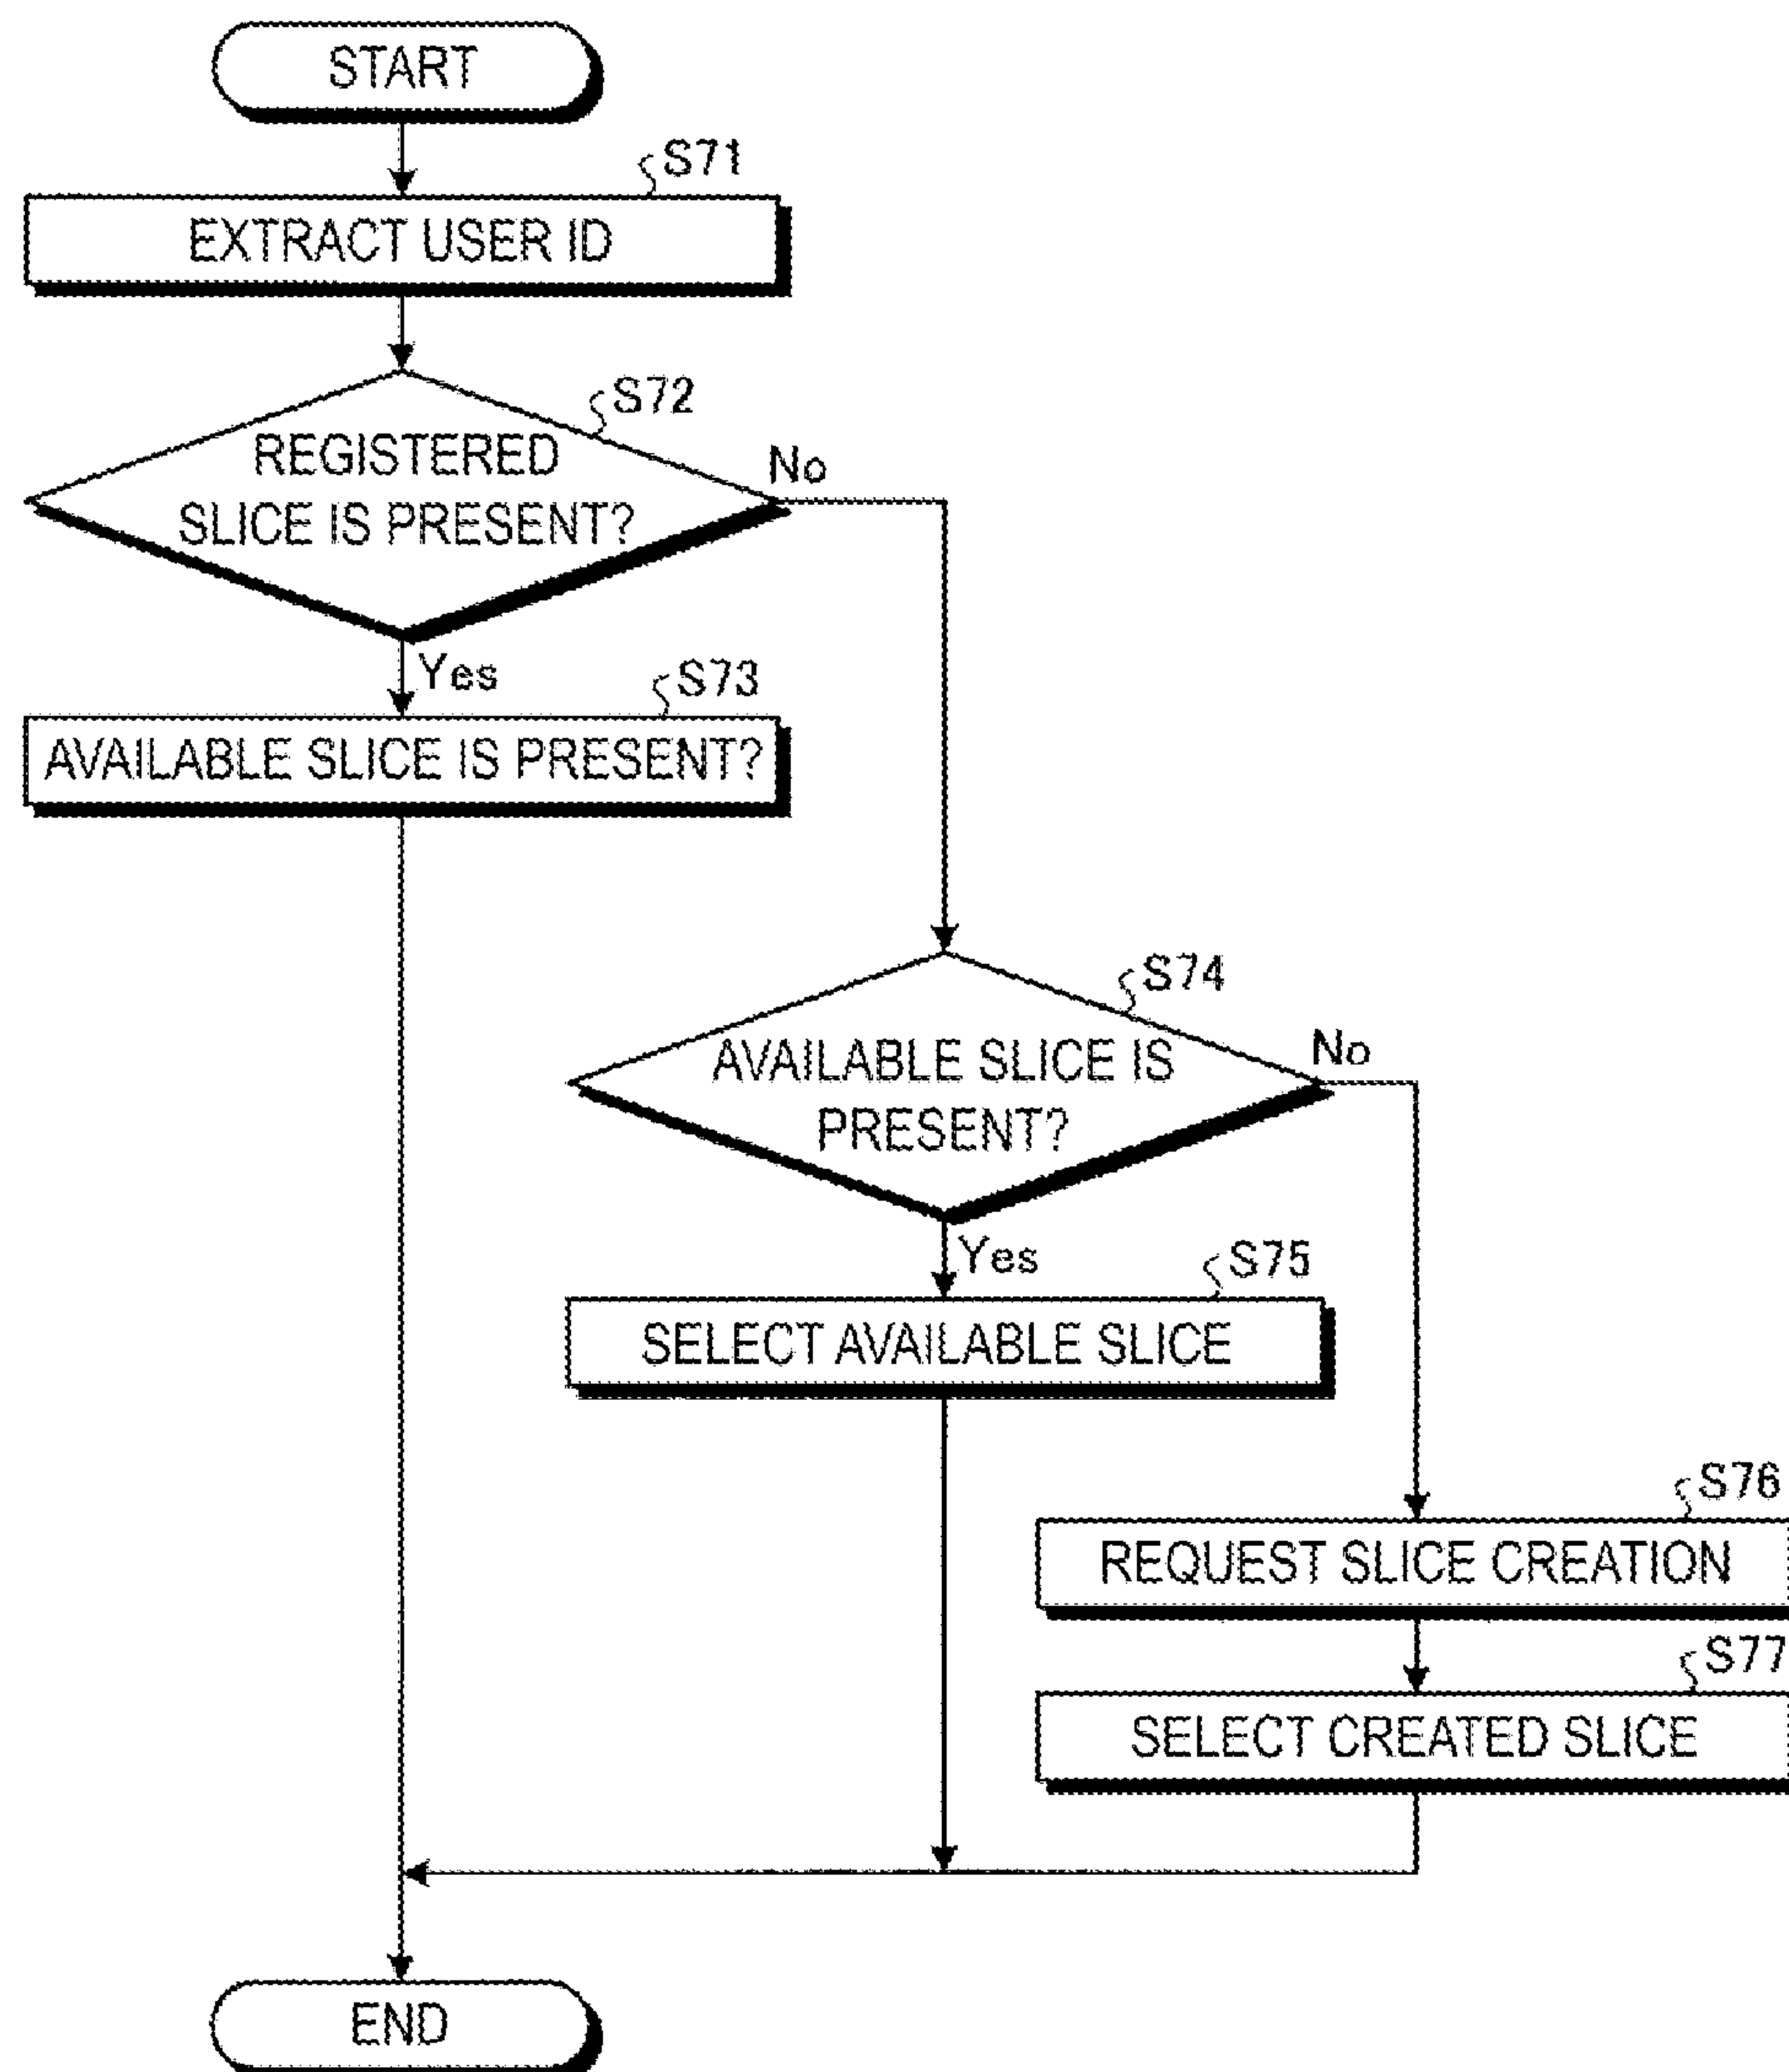 START
S71
EXTRACT USER ID
S72
REGISTERED
SLICE IS PRESENT?
No
Yes
S73
AVAILABLE SLICE IS PRESENT?
S74
AVAILABLE SLICE IS
PRESENT?
No
Yes
S75
SELECT AVAILABLE SLICE
S76
REQUEST SLICE CREATION
S77
SELECT CREATED SLICE
END